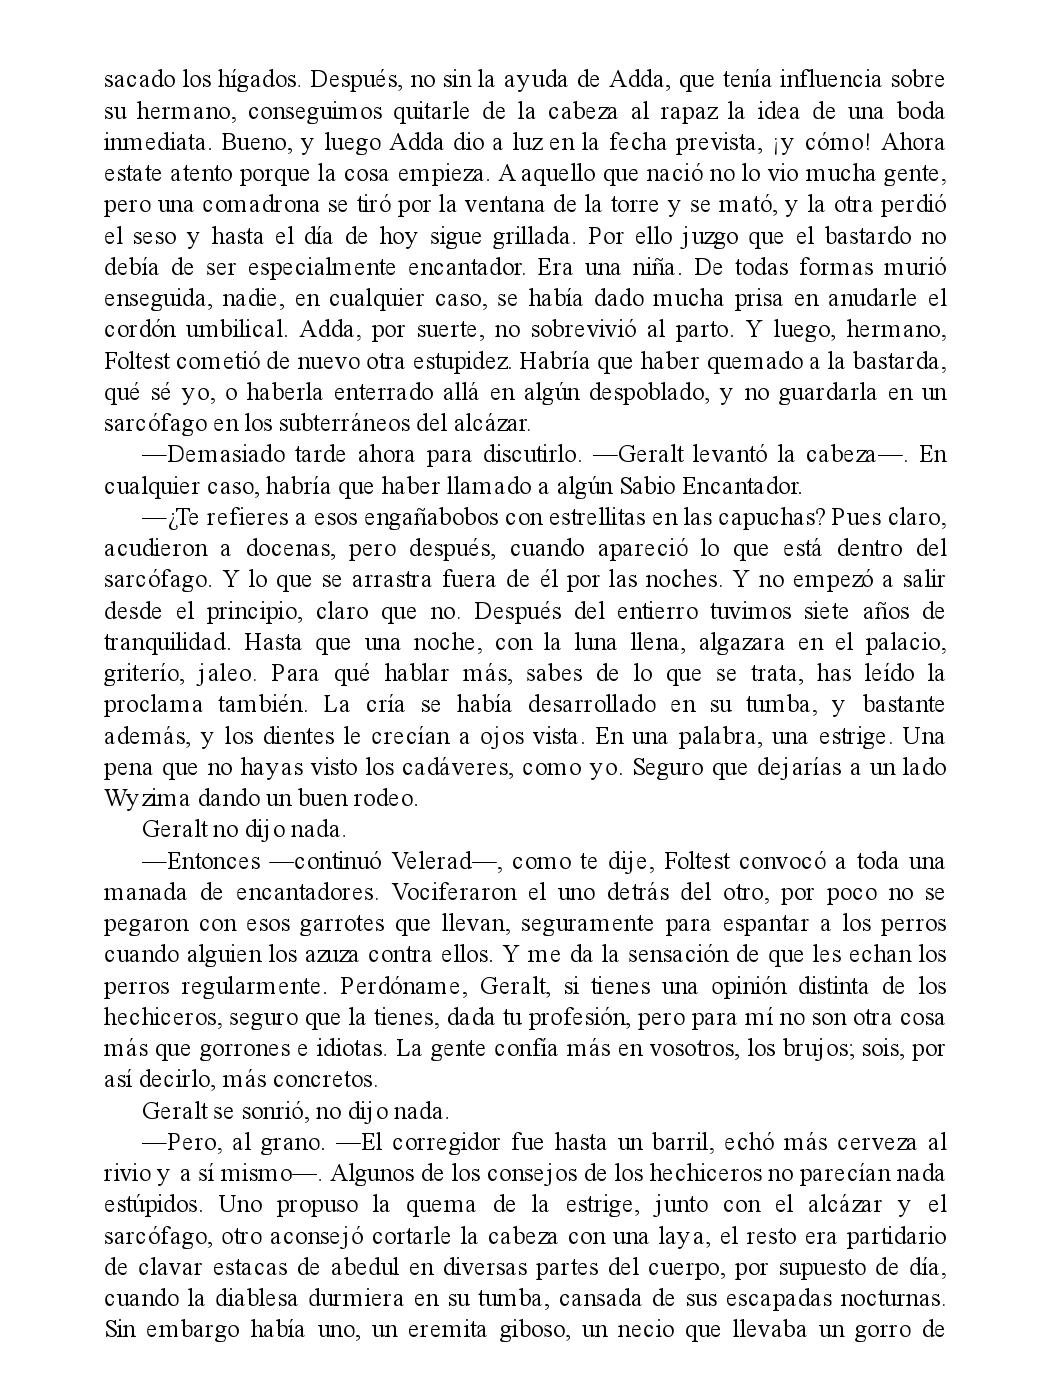 sacado los hígados. Después, no sin la ayuda de Adda, que tenía influencia sobre
su hermano, conseguimos quitarle de la cabeza al rapaz la idea de una boda
inmediata. Bueno, y luego Adda dio a luz en la fecha prevista, ¡y cómo! Ahora
estate atento porque la cosa empieza. A aquello que nació no lo vio mucha gente,
pero una comadrona se tiró por la ventana de la torre y se mató, y la otra perdió
el seso y hasta el día de hoy sigue grillada. Por ello juzgo que el bastardo no
debía de ser especialmente encantador. Era una niña. De todas formas murió
enseguida, nadie, en cualquier caso, se había dado mucha prisa en anudarle el
cordón umbilical. Adda, por suerte, no sobrevivió al parto. Y luego, hermano,
Foltest cometió de nuevo otra estupidez. Habría que haber quemado a la bastarda,
qué sé yo, o haberla enterrado allá en algún despoblado, y no guardarla en un
sarcófago en los subterráneos del alcázar.
—Demasiado tarde ahora para discutirlo. —Geralt levantó la cabeza—. En
cualquier caso, habría que haber llamado a algún Sabio Encantador.
—¿Te refieres a esos engañabobos con estrellitas en las capuchas? Pues claro,
acudieron a docenas, pero después, cuando apareció lo que está dentro del
sarcófago. Y lo que se arrastra fuera de él por las noches. Y no empezó a salir
desde el principio, claro que no. Después del entierro tuvimos siete años de
tranquilidad. Hasta que una noche, con la luna llena, algazara en el palacio,
griterío, jaleo. Para qué hablar más, sabes de lo que se trata, has leído la
proclama también. La cría se había desarrollado en su tumba, y bastante
además, y los dientes le crecían a ojos vista. En una palabra, una estrige. Una
pena que no hayas visto los cadáveres, como yo. Seguro que dejarías a un lado
Wyzima dando un buen rodeo.
Geralt no dijo nada.
—Entonces —continuó Velerad—, como te dije, Foltest convocó a toda una
manada de encantadores. Vociferaron el uno detrás del otro, por poco no se
pegaron con esos garrotes que llevan, seguramente para espantar a los perros
cuando alguien los azuza contra ellos. Y me da la sensación de que les echan los
perros regularmente. Perdóname, Geralt, si tienes una opinión distinta de los
hechiceros, seguro que la tienes, dada tu profesión, pero para mí no son otra cosa
más que gorrones e idiotas. La gente confía más en vosotros, los brujos; sois, por
así decirlo, más concretos.
Geralt se sonrió, no dijo nada.
—Pero, al grano. —El corregidor fue hasta un barril, echó más cerveza al
rivio y a sí mismo—. Algunos de los consejos de los hechiceros no parecían nada
estúpidos. Uno propuso la quema de la estrige, junto con el alcázar y el
sarcófago, otro aconsejó cortarle la cabeza con una laya, el resto era partidario
de clavar estacas de abedul en diversas partes del cuerpo, por supuesto de día,
cuando la diablesa durmiera en su tumba, cansada de sus escapadas nocturnas.
Sin embargo había uno, un eremita giboso, un necio que llevaba un gorro de